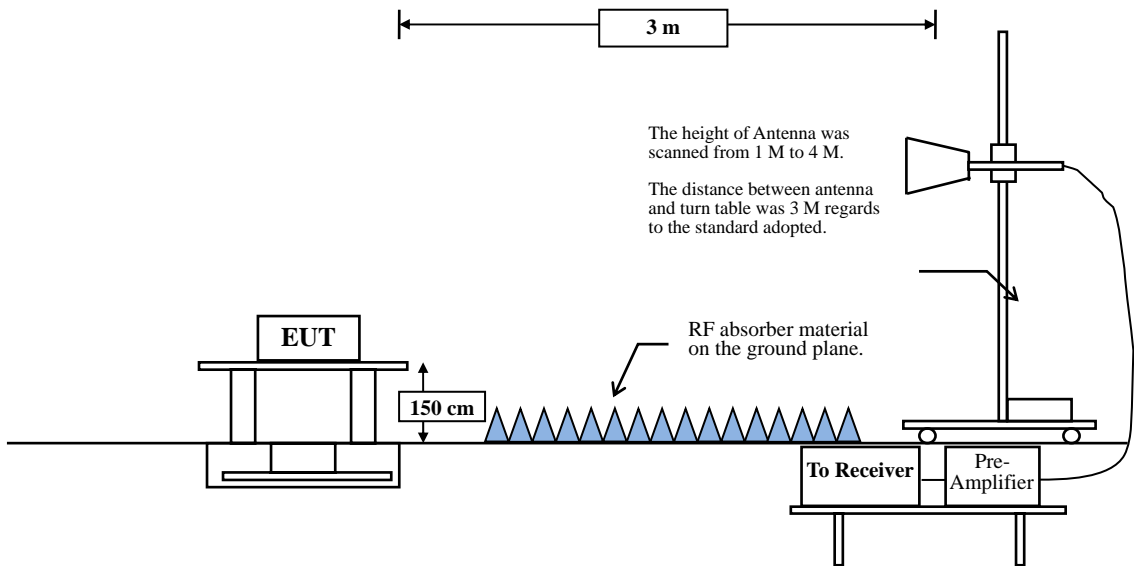 3 m
The height of Antenna was
scanned from 1 M to 4 M.
The distance between antenna
and turn table was 3 M regards
to the standard adopted.
EUT
RF absorber material
on the ground plane.
150 cm
To Receiver
Pre-
Amplifier